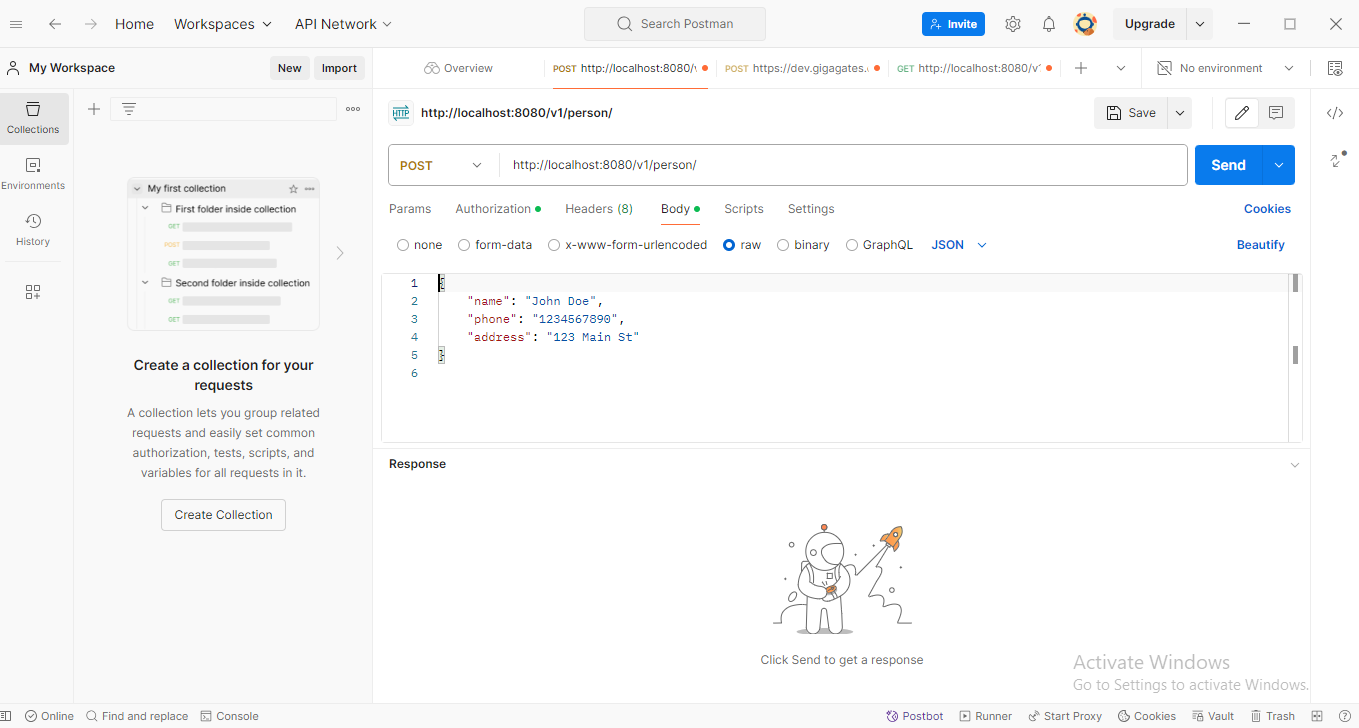 Home Workspaces API Network Search Postman Invite Upgrade
My Workspace New Import Overview POST http://localhost:8080/v POST https://dev.gigagates. GET http://localhost:8080/v1 No environment
Collections
Environments
History
My first collection
First folder inside collection
GET
POST
GET
Second folder inside collection
GET
GET
Create a collection for your
requests
A collection lets you group related
requests and easily set common
authorization, tests, scripts, and
variables for all requests in it.
Create Collection
HTTP http://localhost:8080/v1/person/ Save
POST http://localhost:8080/v1/person/ Send
Params Authorization Headers (8) Body Scripts Settings Cookies
none form-data x-www-form-urlencoded raw binary GraphQL JSON Beautify
1 {
2 "name": "John Doe",
3 "phone": "1234567890",
4 "address": "123 Main St"
5 }
6
Response
Click Send to get a response
Activate Windows
Go to Settings to activate Windows.
Online Find and replace Console Postbot Runner Start Proxy Cookies Vault Trash